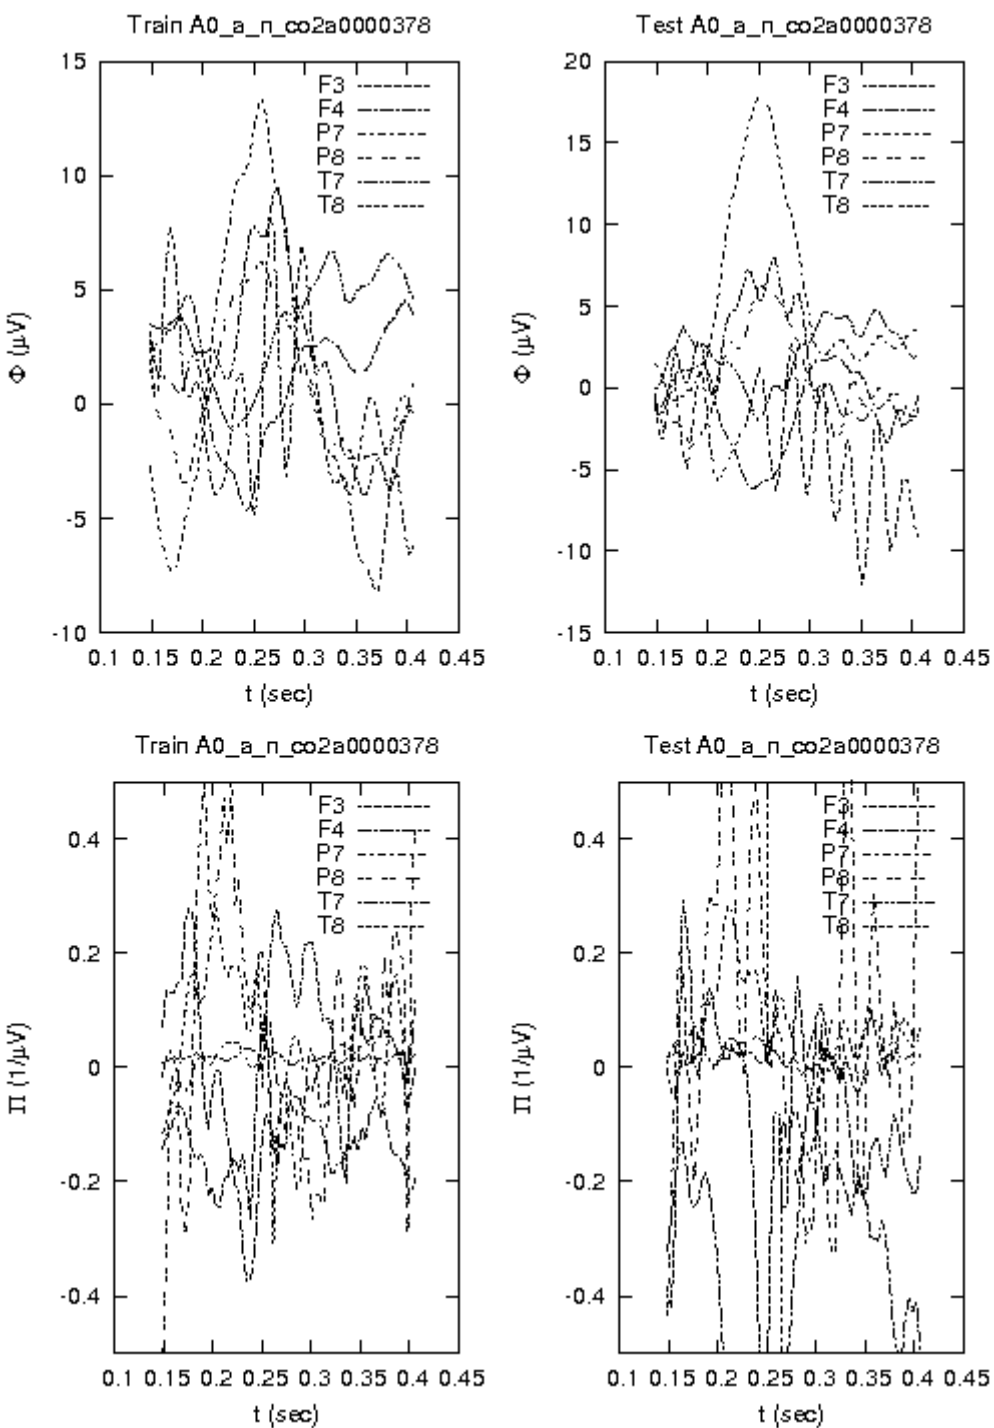 Train A0_a_n_co2a0000378
15
10
5
0
-5
-10
Φ (μV)
F3
F4
P7
P8
T7
T8
0.1 0.15 0.2 0.25 0.3 0.35 0.4 0.45
t (sec)
Test A0_a_n_co2a0000378
20
15
10
5
0
-5
-10
-15
Φ (μV)
F3
F4
P7
P8
T7
T8
0.1 0.15 0.2 0.25 0.3 0.35 0.4 0.45
t (sec)
Train A0_a_n_co2a0000378
0.4
0.2
0
-0.2
-0.4
Π (1/μV)
F3
F4
P7
P8
T7
T8
0.1 0.15 0.2 0.25 0.3 0.35 0.4 0.45
t (sec)
Test A0_a_n_co2a0000378
0.4
0.2
0
-0.2
-0.4
Π (1/μV)
F3
F4
P7
P8
T7
T8
0.1 0.15 0.2 0.25 0.3 0.35 0.4 0.45
t (sec)